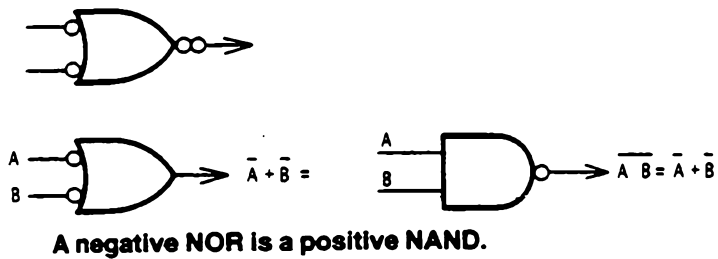 A
B
A̅ + B̅ =
A
B
A̅ ̅B̅ = A̅ + B̅
A negative NOR is a positive NAND.